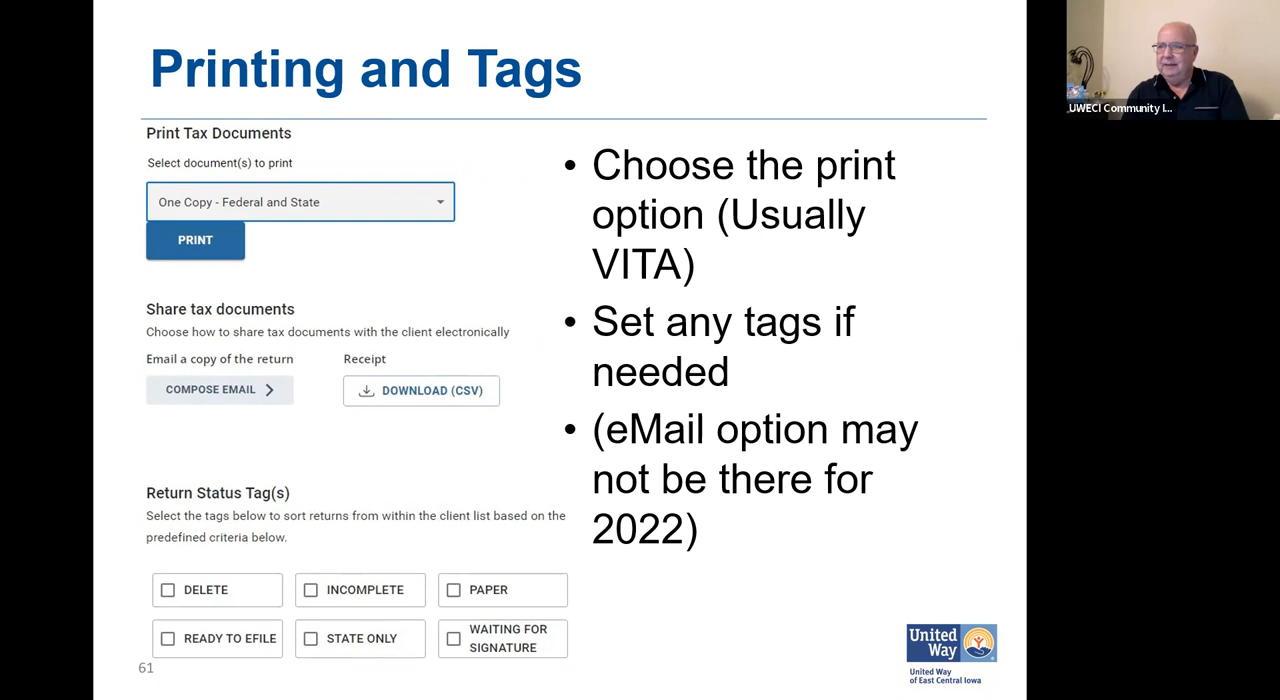 Printing and Tags
Print Tax Documents
Select document(s) to print
One Copy - Federal and State
PRINT
Share tax documents
Choose how to share tax documents with the client electronically
Email a copy of the return
Receipt
COMPOSE EMAIL
DOWNLOAD (CSV)
Return Status Tag(s)
Select the tags below to sort returns from within the client list based on the
predefined criteria below.
DELETE
INCOMPLETE
PAPER
READY TO EFILE
STATE ONLY
WAITING FOR
SIGNATURE
61
• Choose the print
option (Usually
VITA)
• Set any tags if
needed
• (eMail option may
not be there for
2022)
United
Way
United Way
of East Central Iowa
UWECI Community I...